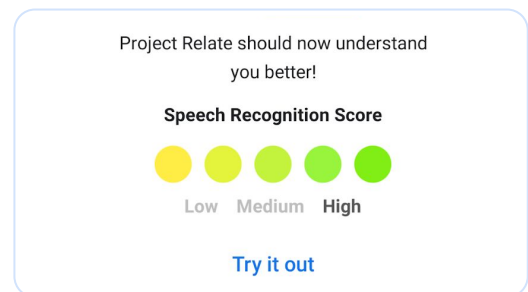 Project Relate should now understand
you better!
Speech Recognition Score
Low Medium High
Try it out